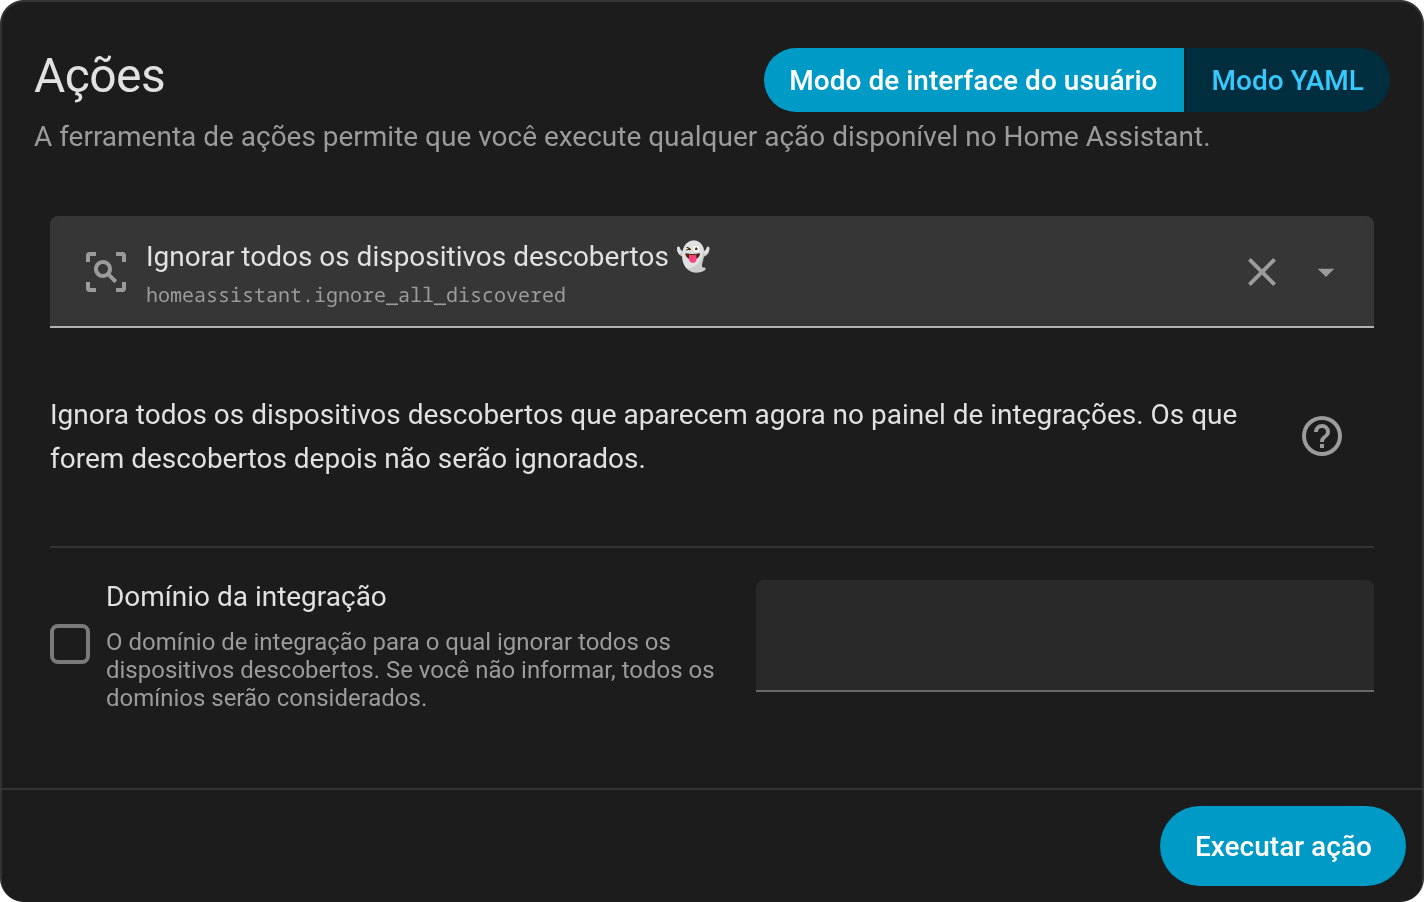 Ações
Modo de interface do usuário
Modo YAML
A ferramenta de ações permite que você execute qualquer ação disponível no Home Assistant.
Ignorar todos os dispositivos descobertos 👻
homeassistant.ignore_all_discovered
Ignora todos os dispositivos descobertos que aparecem agora no painel de integrações. Os que
forem descobertos depois não serão ignorados.
Domínio da integração
O domínio de integração para o qual ignorar todos os
dispositivos descobertos. Se você não informar, todos os
domínios serão considerados.
Executar ação